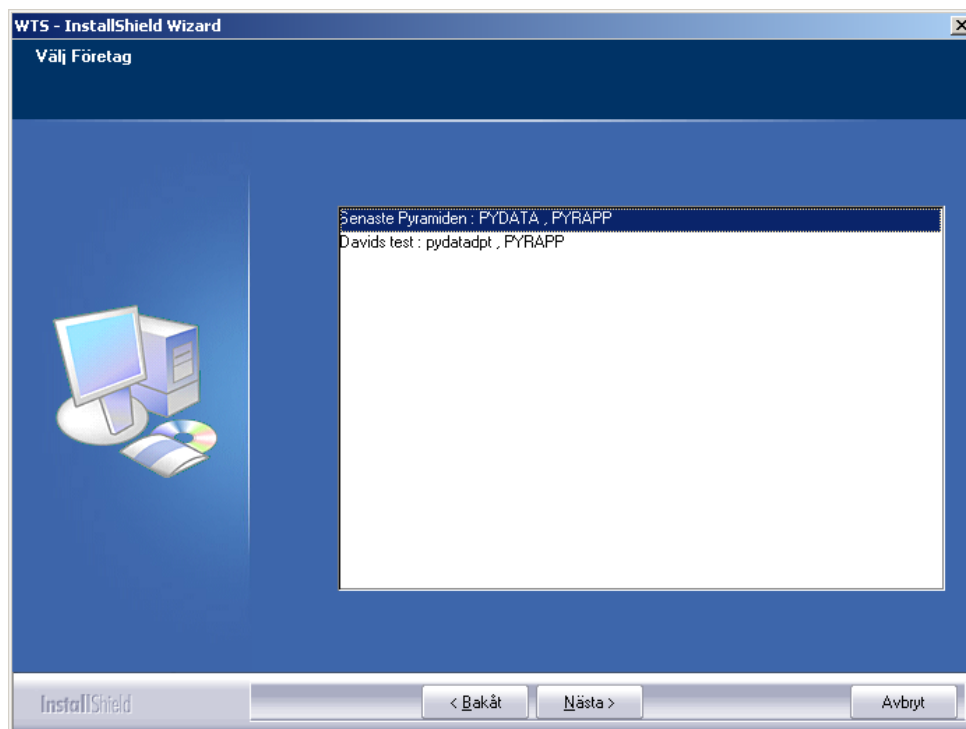 WTS - InstallShield Wizard
Välj Företag
Senaste Pyramiden : PYDATA , PYRAPP
Davids test : pydatadpt , PYRAPP
InstallShield
< Bakåt
Nästa >
Avbryt